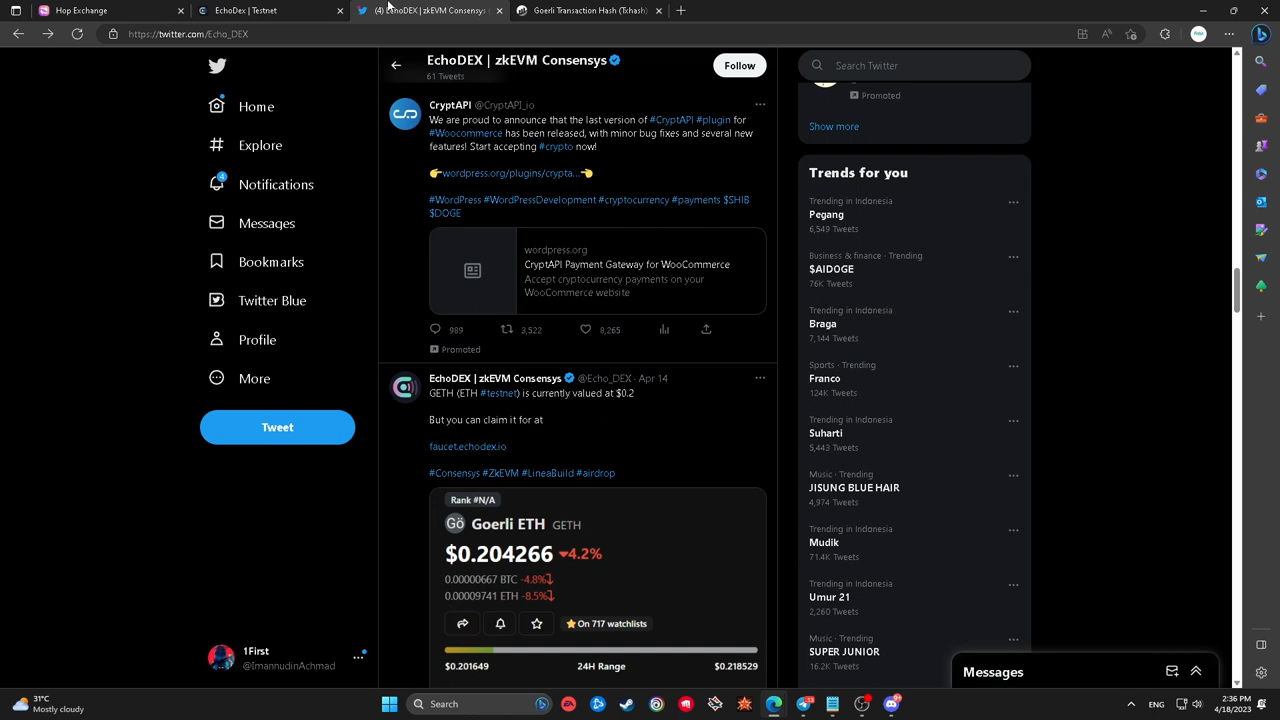 Hop Exchange
EchoDex | Testnet
(4) EchoDEX | zkEVM Consensy
Goerli Transaction Hash (Txhash)
https://twitter.com/Echo_DEX
EchoDEX | zkEVM Consensys
61 Tweets
Follow
Home
Explore
4
Notifications
Messages
Bookmarks
Twitter Blue
Profile
More
Tweet
1First
@ImannudinAchmad
CryptAPI @CryptAPI_io
We are proud to announce that the last version of #CryptAPI #plugin for
#Woocommerce has been released, with minor bug fixes and several new
features! Start accepting #crypto now!
👉wordpress.org/plugins/crypta...👈
#WordPress #WordPressDevelopment #cryptocurrency #payments $SHIB
$DOGE
wordpress.org
CryptAPI Payment Gateway for WooCommerce
Accept cryptocurrency payments on your
WooCommerce website
989
3,522
8,265
Promoted
EchoDEX | zkEVM Consensys @Echo_DEX · Apr 14
GETH (ETH #testnet) is currently valued at $0.2
But you can claim it for at
faucet.echodex.io
#Consensys #ZkEVM #LineaBuild #airdrop
Rank #N/A
Gö Goerli ETH GETH
$0.204266 ▼4.2%
0.00000667 BTC -4.8%
0.00009741 ETH -8.5%
On 717 watchlists
$0.201649 24H Range $0.218529
Search Twitter
Promoted
Show more
Trends for you
Trending in Indonesia
Pegang
6,549 Tweets
Business & finance · Trending
$AIDOGE
76K Tweets
Trending in Indonesia
Braga
7,144 Tweets
Sports · Trending
Franco
124K Tweets
Trending in Indonesia
Suharti
5,443 Tweets
Music · Trending
JISUNG BLUE HAIR
4,974 Tweets
Trending in Indonesia
Mudik
71.4K Tweets
Trending in Indonesia
Umur 21
2,260 Tweets
Music · Trending
SUPER JUNIOR
16.2K Tweets
Messages
31°C
Mostly cloudy
Search
ENG
2:36 PM
4/18/2023